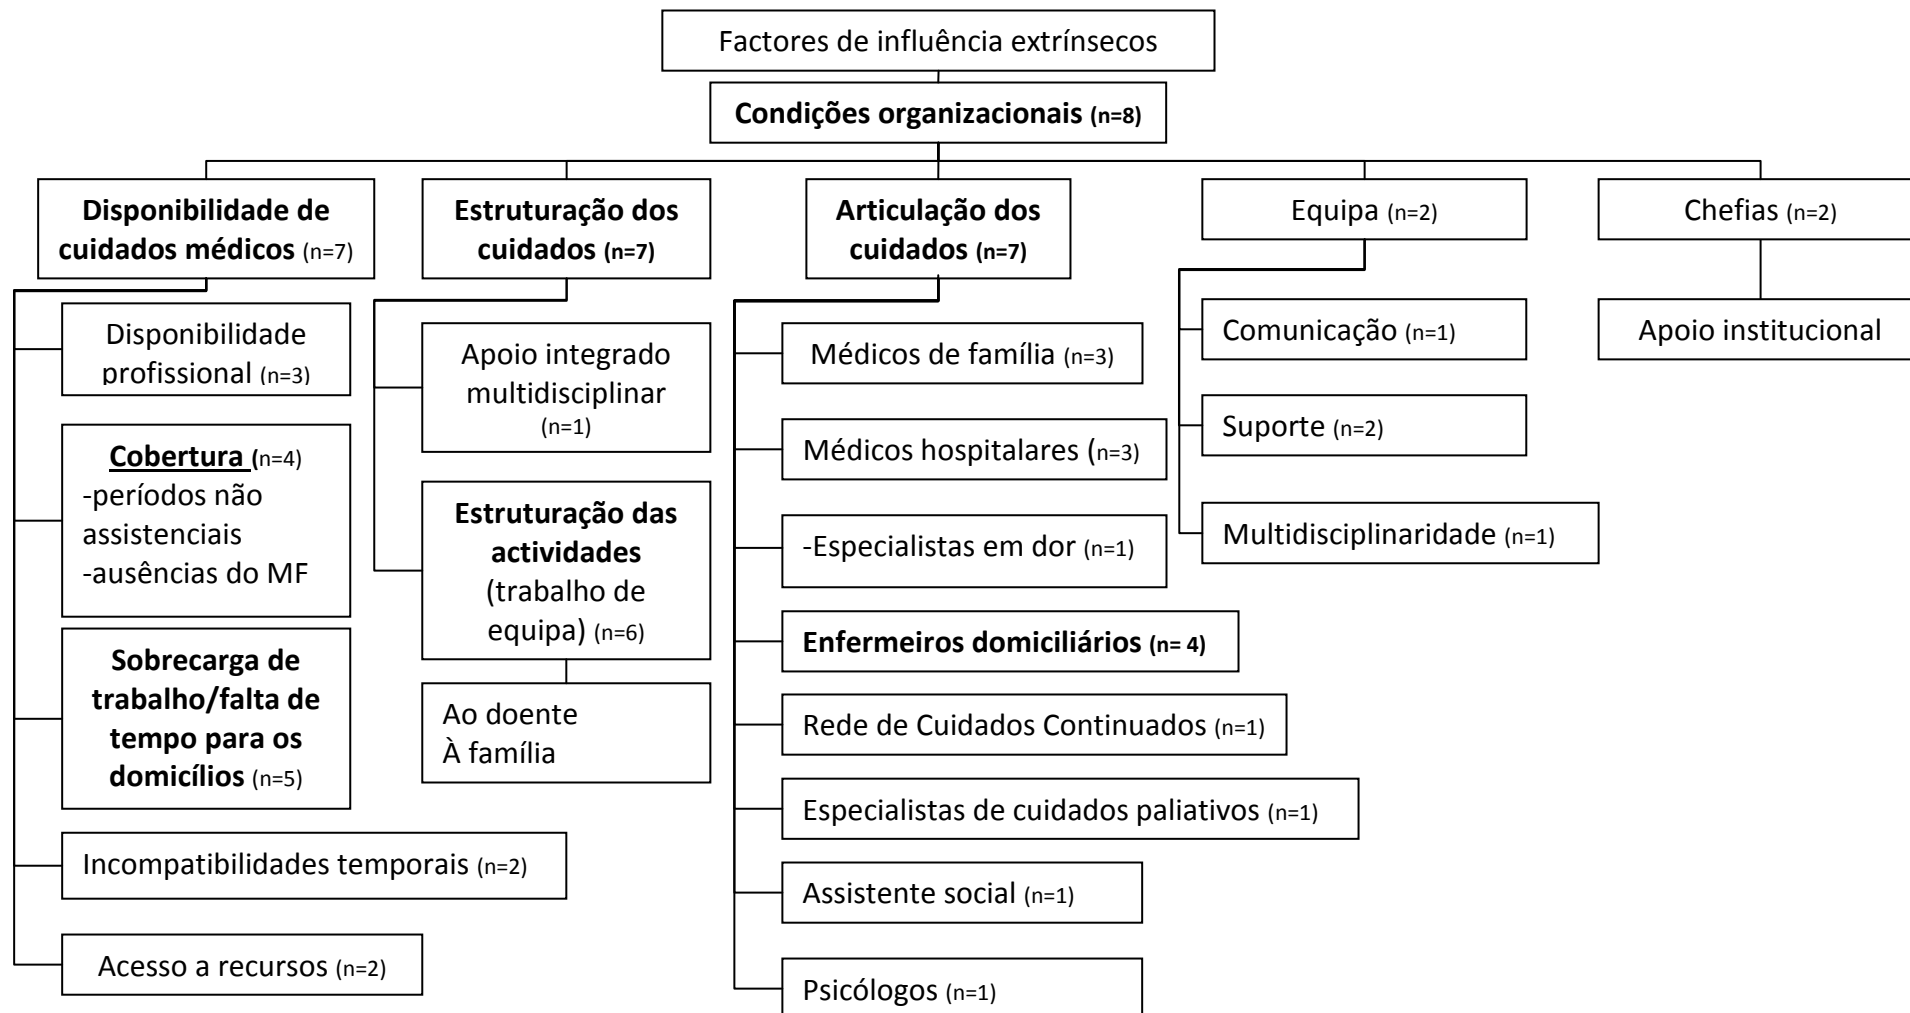 Factores de influência extrínsecos
Condições organizacionais (n=8)
Disponibilidade de
cuidados médicos (n=7)
Disponibilidade
profissional (n=3)
Cobertura (n=4)
-períodos não
assistenciais
-ausências do MF
Sobrecarga de
trabalho/falta de
tempo para os
domicílios (n=5)
Incompatibilidades temporais (n=2)
Acesso a recursos (n=2)
Estruturação dos
cuidados (n=7)
Apoio integrado
multidisciplinar
(n=1)
Estruturação das
actividades
(trabalho de
equipa) (n=6)
Ao doente
À família
Articulação dos
cuidados (n=7)
Médicos de família (n=3)
Médicos hospitalares (n=3)
-Especialistas em dor (n=1)
Enfermeiros domiciliários (n= 4)
Rede de Cuidados Continuados (n=1)
Especialistas de cuidados paliativos (n=1)
Assistente social (n=1)
Psicólogos (n=1)
Equipa (n=2)
Comunicação (n=1)
Suporte (n=2)
Multidisciplinaridade (n=1)
Chefias (n=2)
Apoio institucional